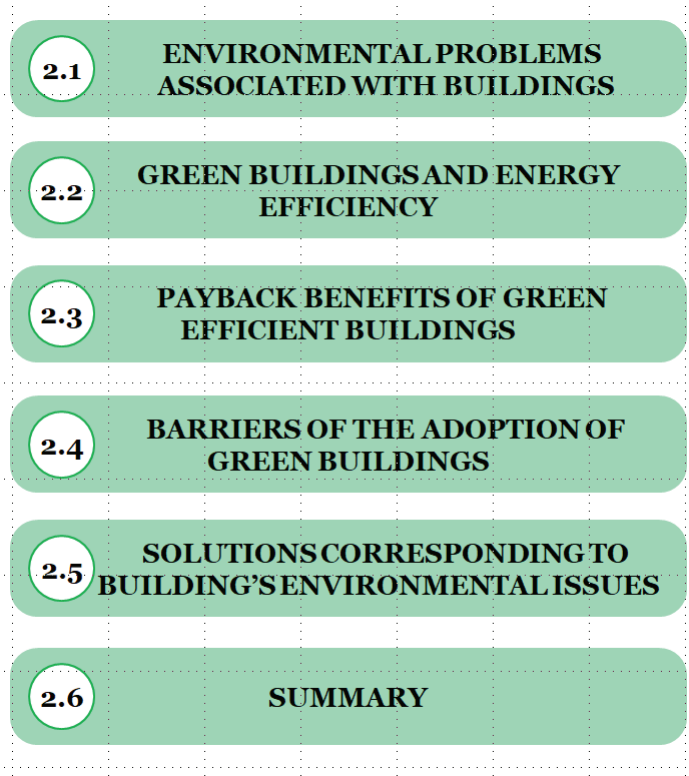 2.1
ENVIRONMENTAL PROBLEMS
ASSOCIATED WITH BUILDINGS
2.2
GREEN BUILDINGS AND ENERGY
EFFICIENCY
2.3
PAYBACK BENEFITS OF GREEN
EFFICIENT BUILDINGS
2.4
BARRIERS OF THE ADOPTION OF
GREEN BUILDINGS
2.5
SOLUTIONS CORRESPONDING TO
BUILDING'S ENVIRONMENTAL ISSUES
2.6
SUMMARY